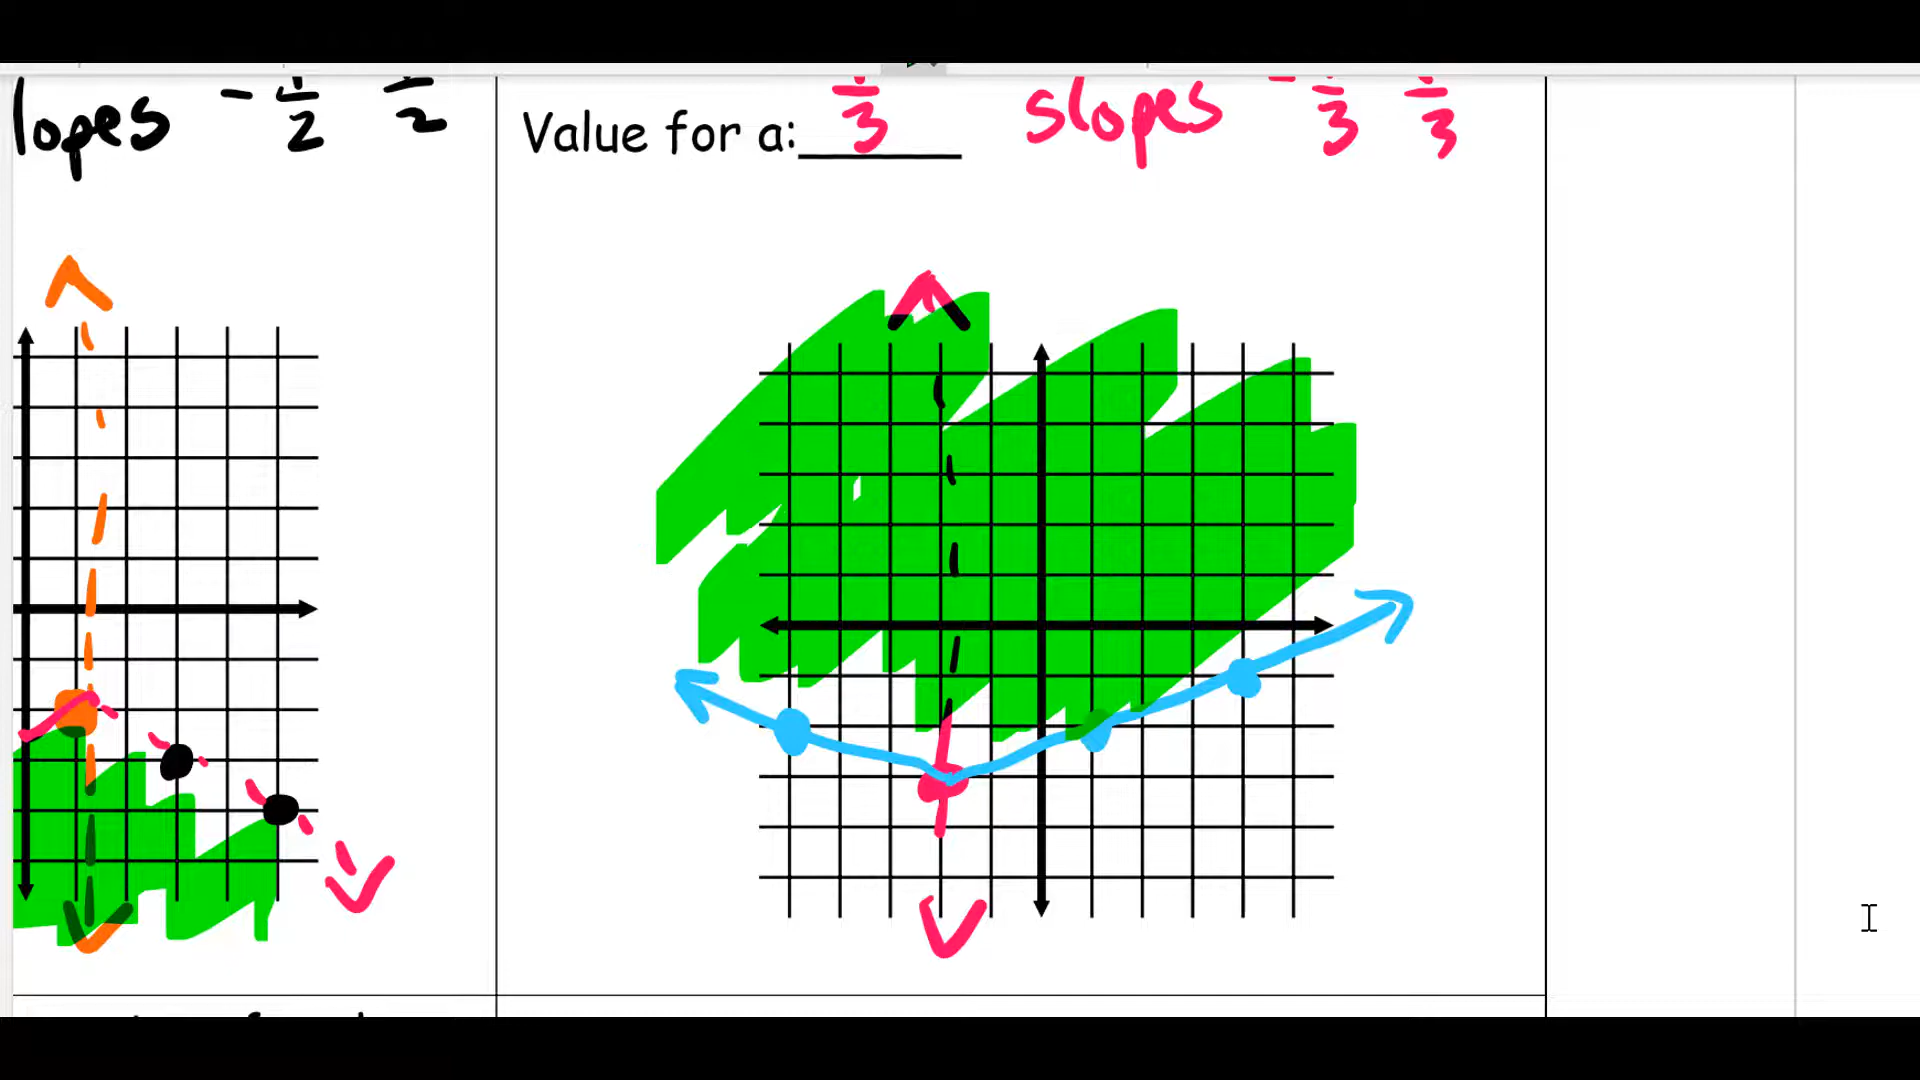 lopes - 1/2 1/2
Value for a: 1/3 slopes - 1/3 1/3